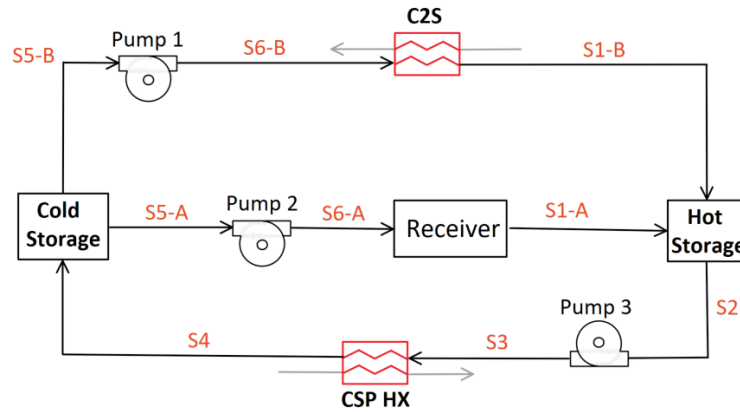 C2S
Pump 1
S5-B
S6-B
S1-B
Cold
Storage
S5-A
Pump 2
S6-A
Receiver
S1-A
Hot
Storage
Pump 3
S2
S4
S3
CSP HX